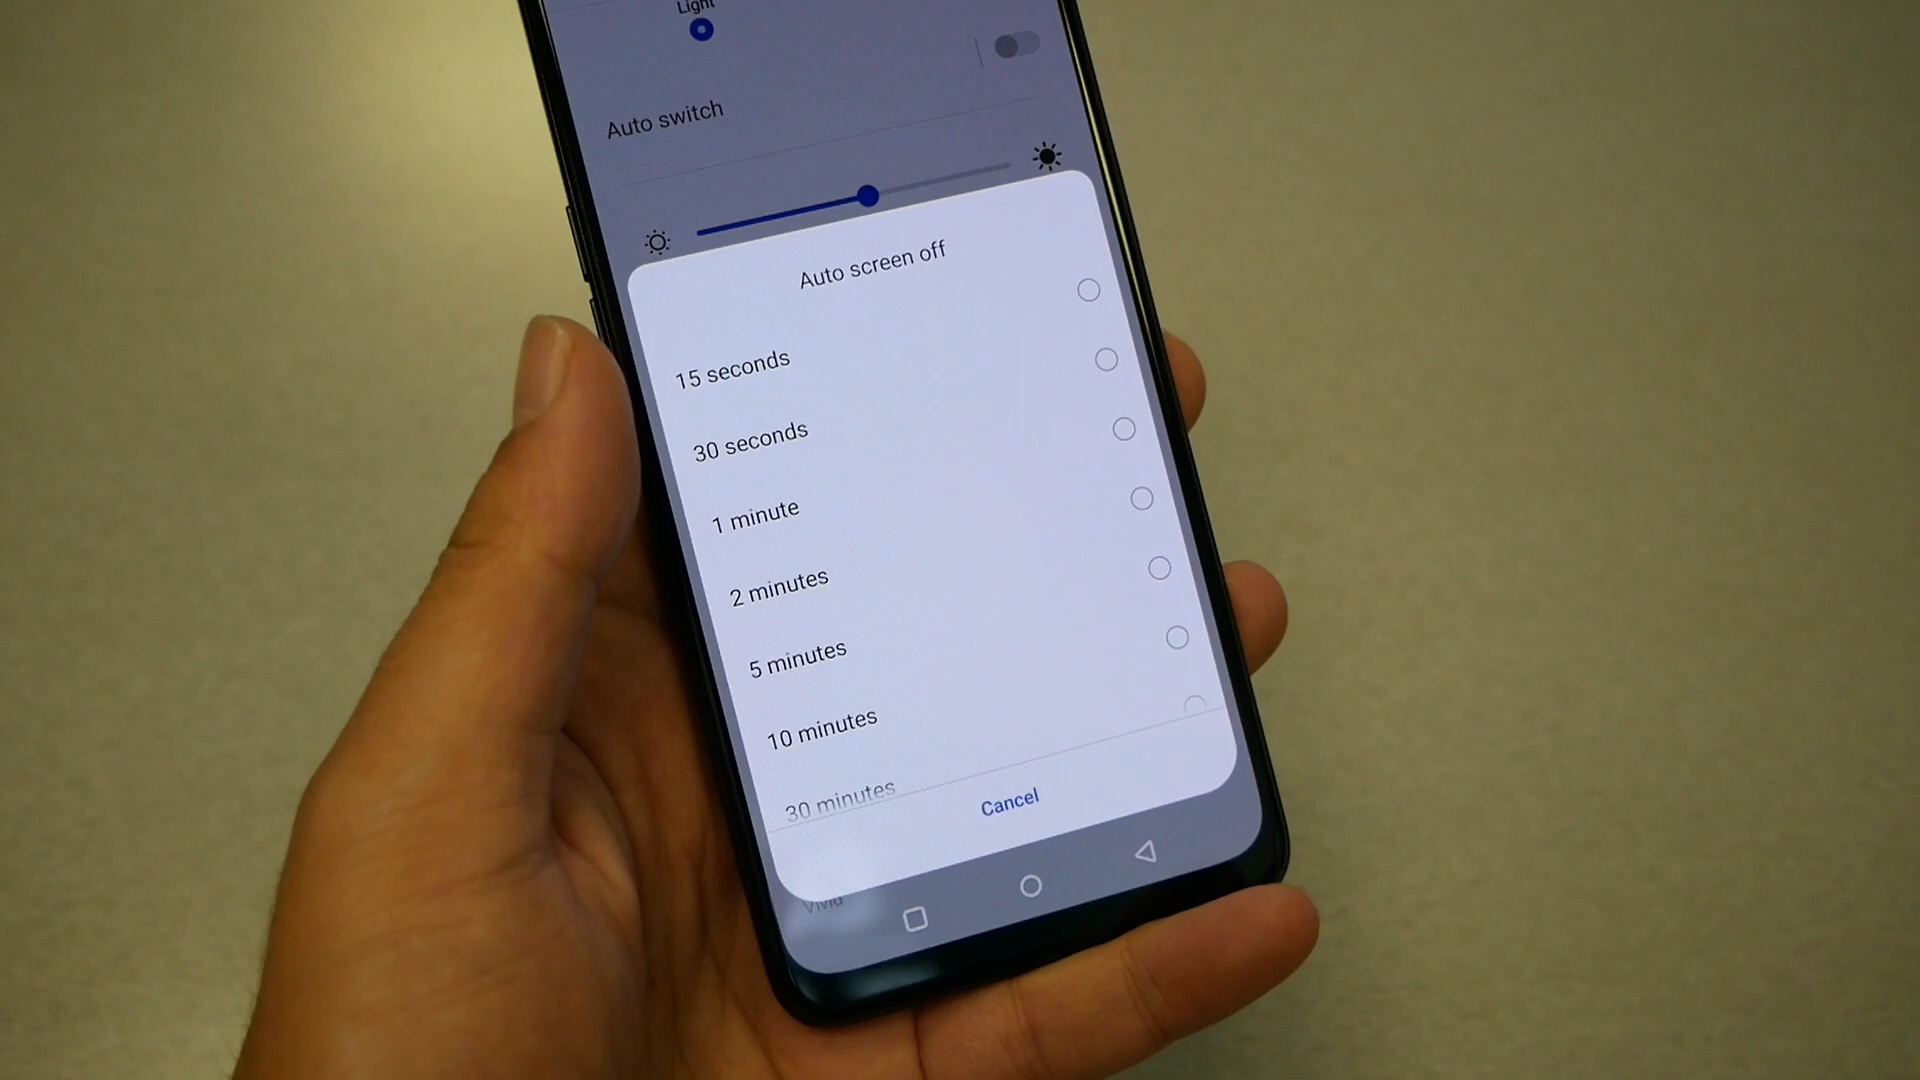 Light
Auto switch
Auto screen off
15 seconds
30 seconds
1 minute
2 minutes
5 minutes
10 minutes
30 minutes
Cancel
Vivid